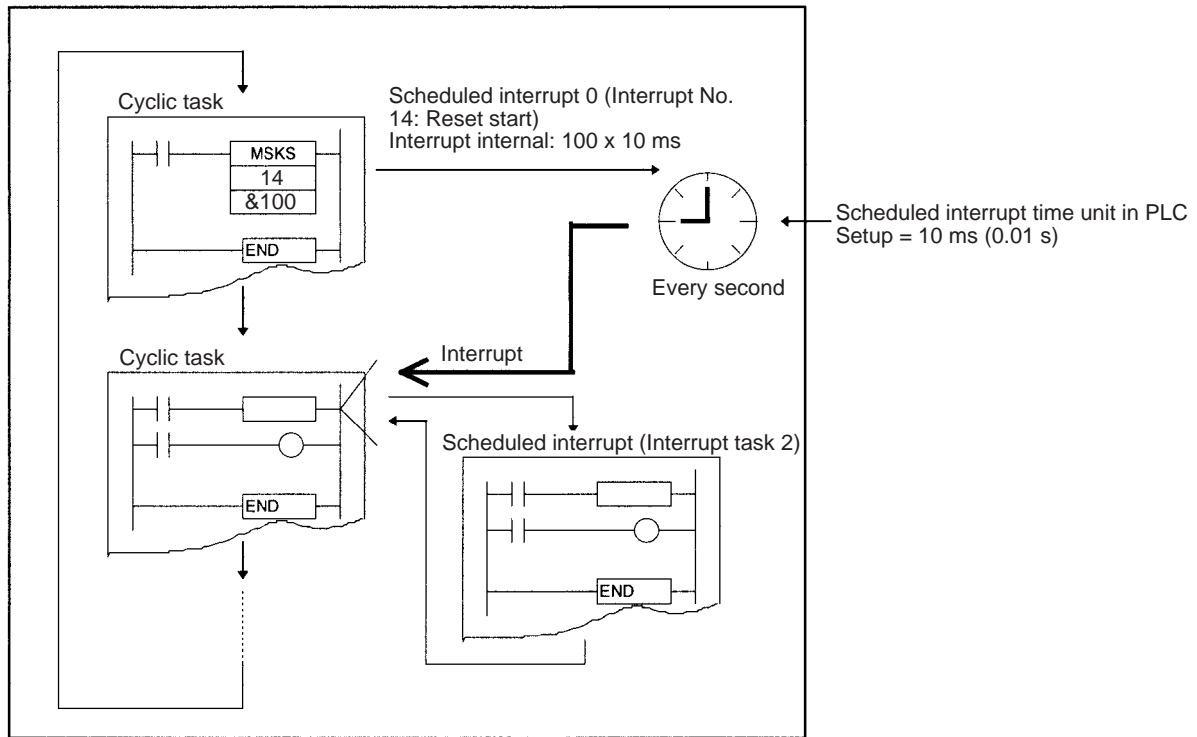 Cyclic task
MSKS
14
&100
END
Scheduled interrupt 0 (Interrupt No.
14: Reset start)
Interrupt internal: 100 x 10 ms
Scheduled interrupt time unit in PLC
Setup = 10 ms (0.01 s)
Every second
Interrupt
Cyclic task
END
Scheduled interrupt (Interrupt task 2)
END